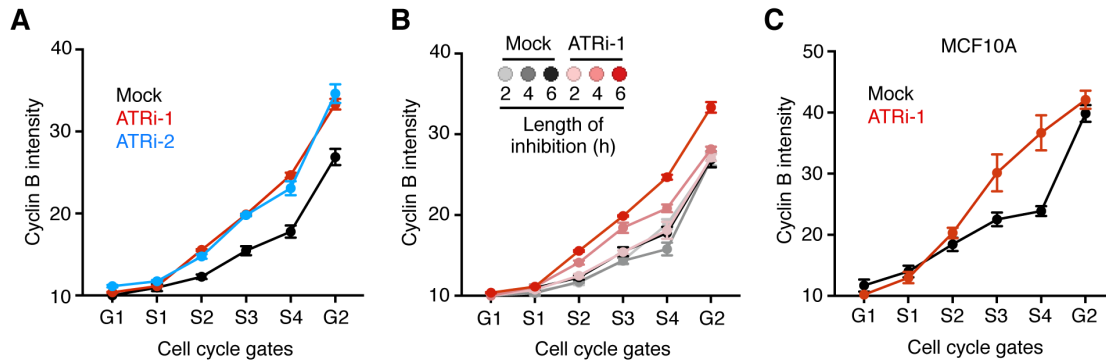 A
Cyclin B intensity
40
30
20
10
Mock
ATRi-1
ATRi-2
G1 S1 S2 S3 S4 G2
Cell cycle gates
B
Cyclin B intensity
40
30
20
10
Mock ATRi-1
2 4 6 2 4 6
Length of
inhibition (h)
G1 S1 S2 S3 S4 G2
Cell cycle gates
C
MCF10A
Cyclin B intensity
50
40
30
20
10
Mock
ATRi-1
G1 S1 S2 S3 S4 G2
Cell cycle gates